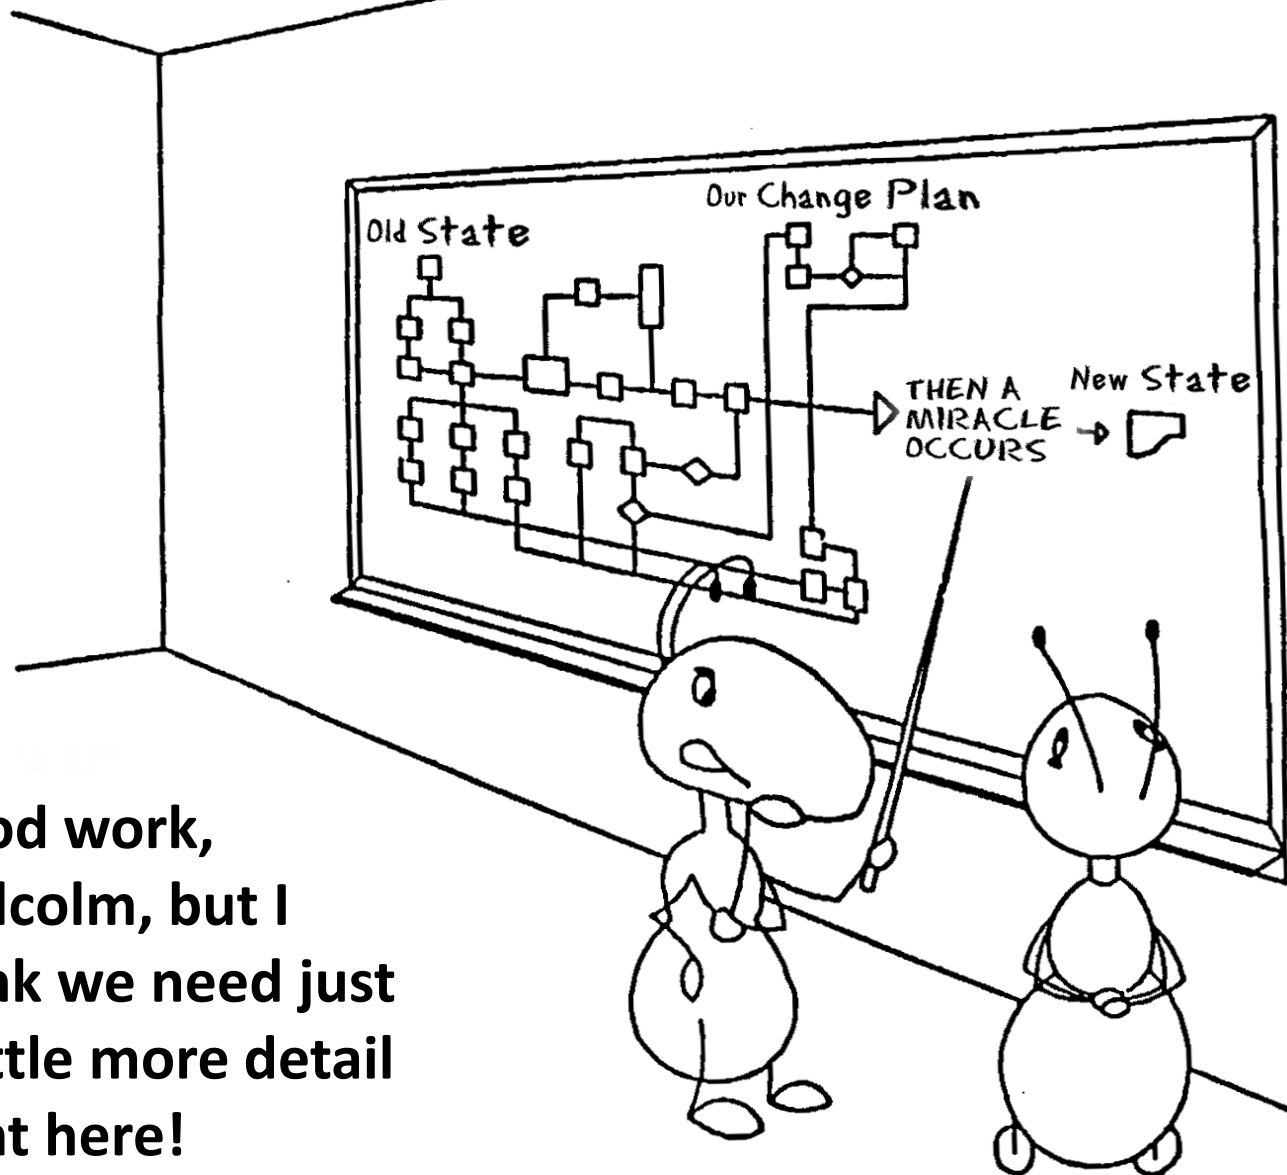 Old State
Our Change Plan
THEN A
MIRACLE
OCCURS
New State
od work,
lcolm, but I
nk we need just
ttle more detail
ht here!